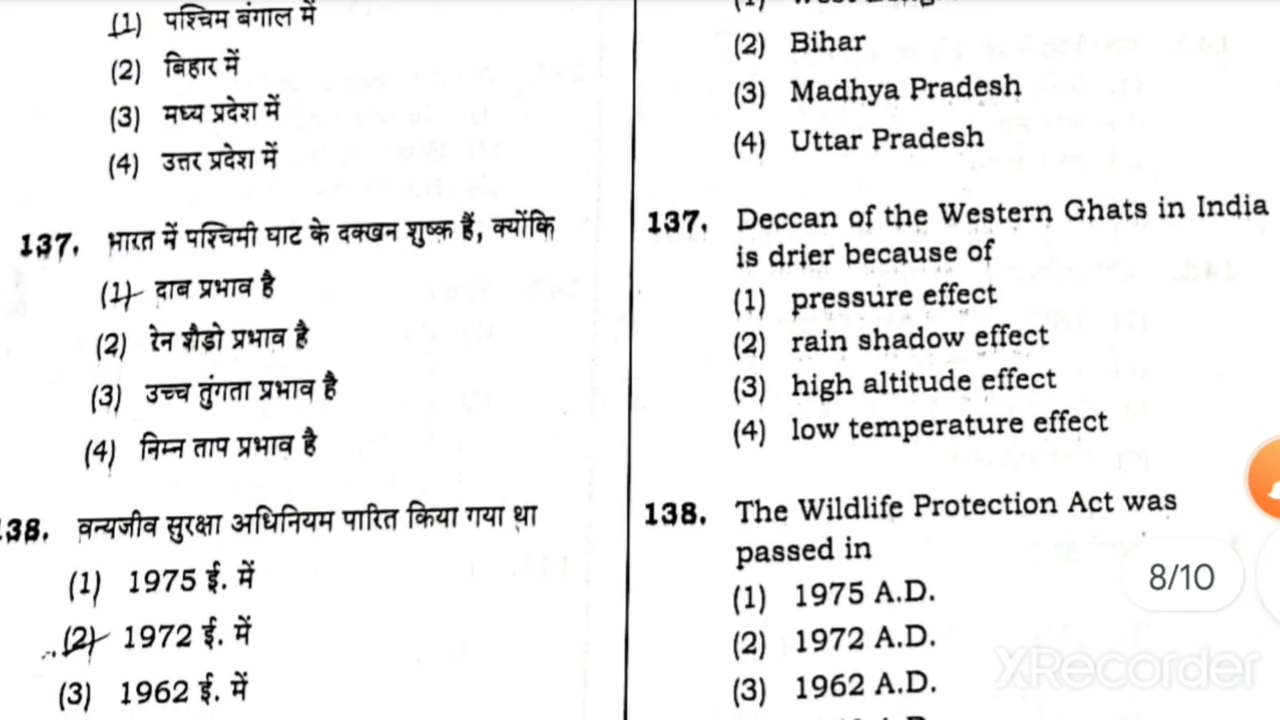 (1) पश्चिम बंगाल में
(2) बिहार में
(3) मध्य प्रदेश में
(4) उत्तर प्रदेश में
137. भारत में पश्चिमी घाट के दक्खन शुष्क हैं, क्योंकि
(1) दाब प्रभाव है
(2) रेन शैडो प्रभाव है
(3) उच्च तुंगता प्रभाव है
(4) निम्न ताप प्रभाव है
138. वन्यजीव सुरक्षा अधिनियम पारित किया गया था
(1) 1975 ई. में
(2) 1972 ई. में
(3) 1962 ई. में
(2) Bihar
(3) Madhya Pradesh
(4) Uttar Pradesh
137. Deccan of the Western Ghats in India
is drier because of
(1) pressure effect
(2) rain shadow effect
(3) high altitude effect
(4) low temperature effect
138. The Wildlife Protection Act was
passed in
(1) 1975 A.D.
(2) 1972 A.D.
(3) 1962 A.D.
8/10
XRecorder